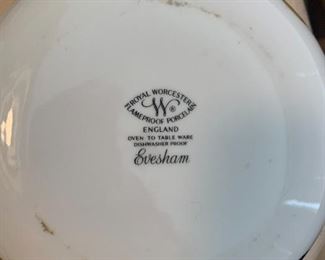 ROYAL WORCESTER
W®
FLAMEPROOF PORCELAIN
ENGLAND
OVEN TO TABLE WARE
DISHWASHER PROOF
Evesham